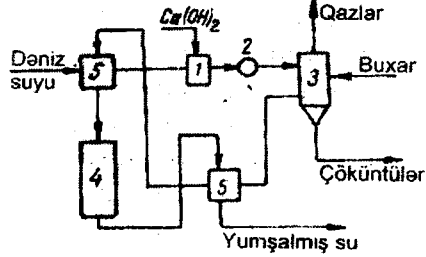 Ca(OH)₂
Qazlar
Dəniz
suyu
5
1
2
3
Buxar
4
5
Çöküntülər
Yumşalmış su